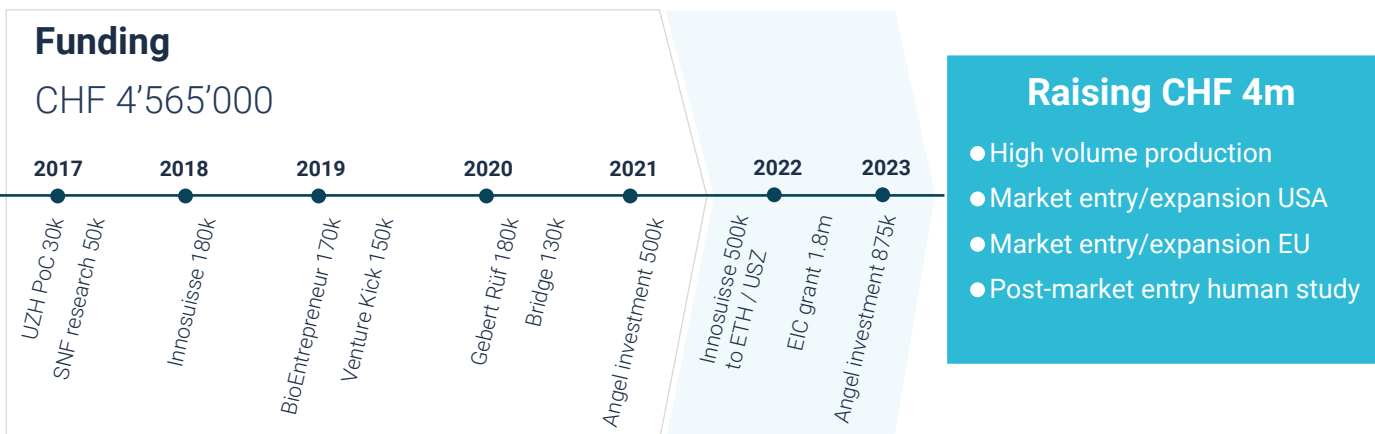 Funding
CHF 4’565’000
2017
2018
2019
2020
2021
2022
2023
UZH PoC 30k
SNF research 50k
Innosuisse 180k
BioEntrepreneur 170k
Venture Kick 150k
Gebert Rüf 180k
Bridge 130k
Angel investment 500k
Innosuisse 500k
to ETH / USZ
EIC grant 1.8m
Angel investment 875k
Raising CHF 4m
● High volume production
● Market entry/expansion USA
● Market entry/expansion EU
● Post-market entry human study